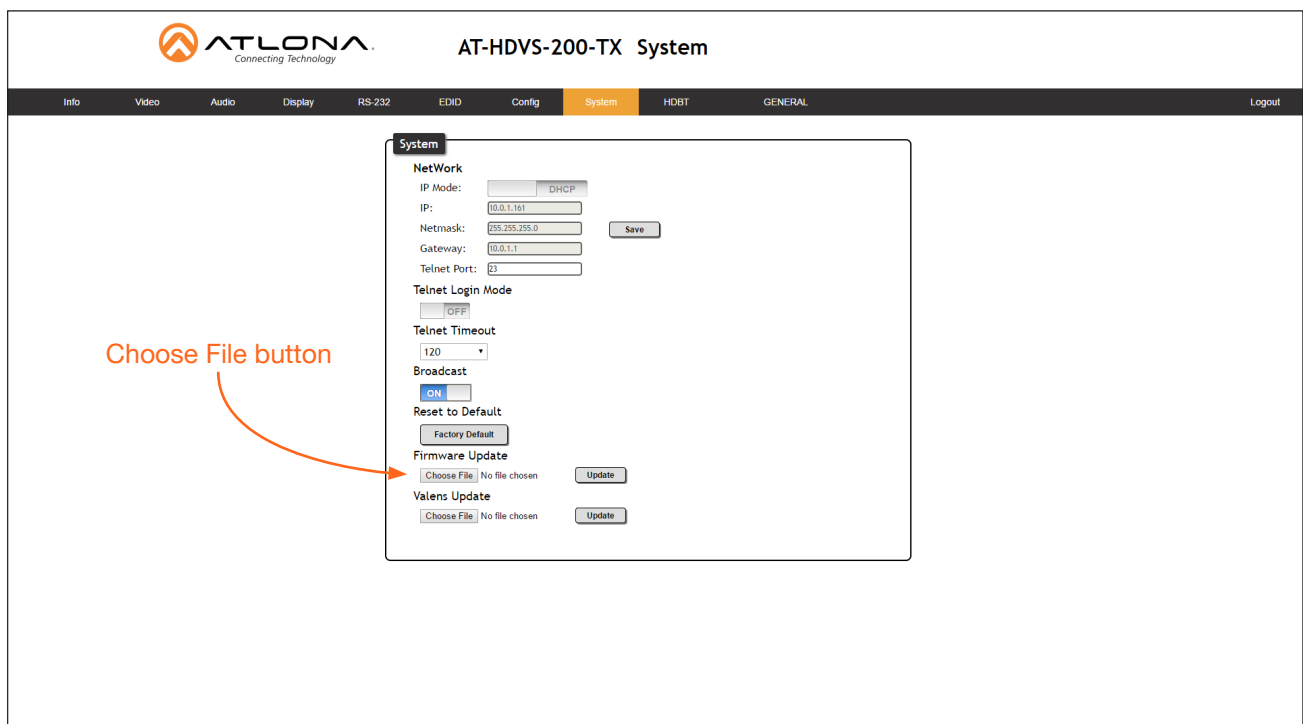 ATLONA.
Connecting Technology
AT-HDVS-200-TX System
Info Video Audio Display RS-232 EDID Config System HDBT GENERAL Logout
System
NetWork
IP Mode: DHCP
IP: 10.0.1.161
Netmask: 255.255.255.0 Save
Gateway: 10.0.1.1
Telnet Port: 23
Telnet Login Mode
OFF
Telnet Timeout
120
Choose File button
Broadcast
ON
Reset to Default
Factory Default
Firmware Update
Choose File No file chosen Update
Valens Update
Choose File No file chosen Update